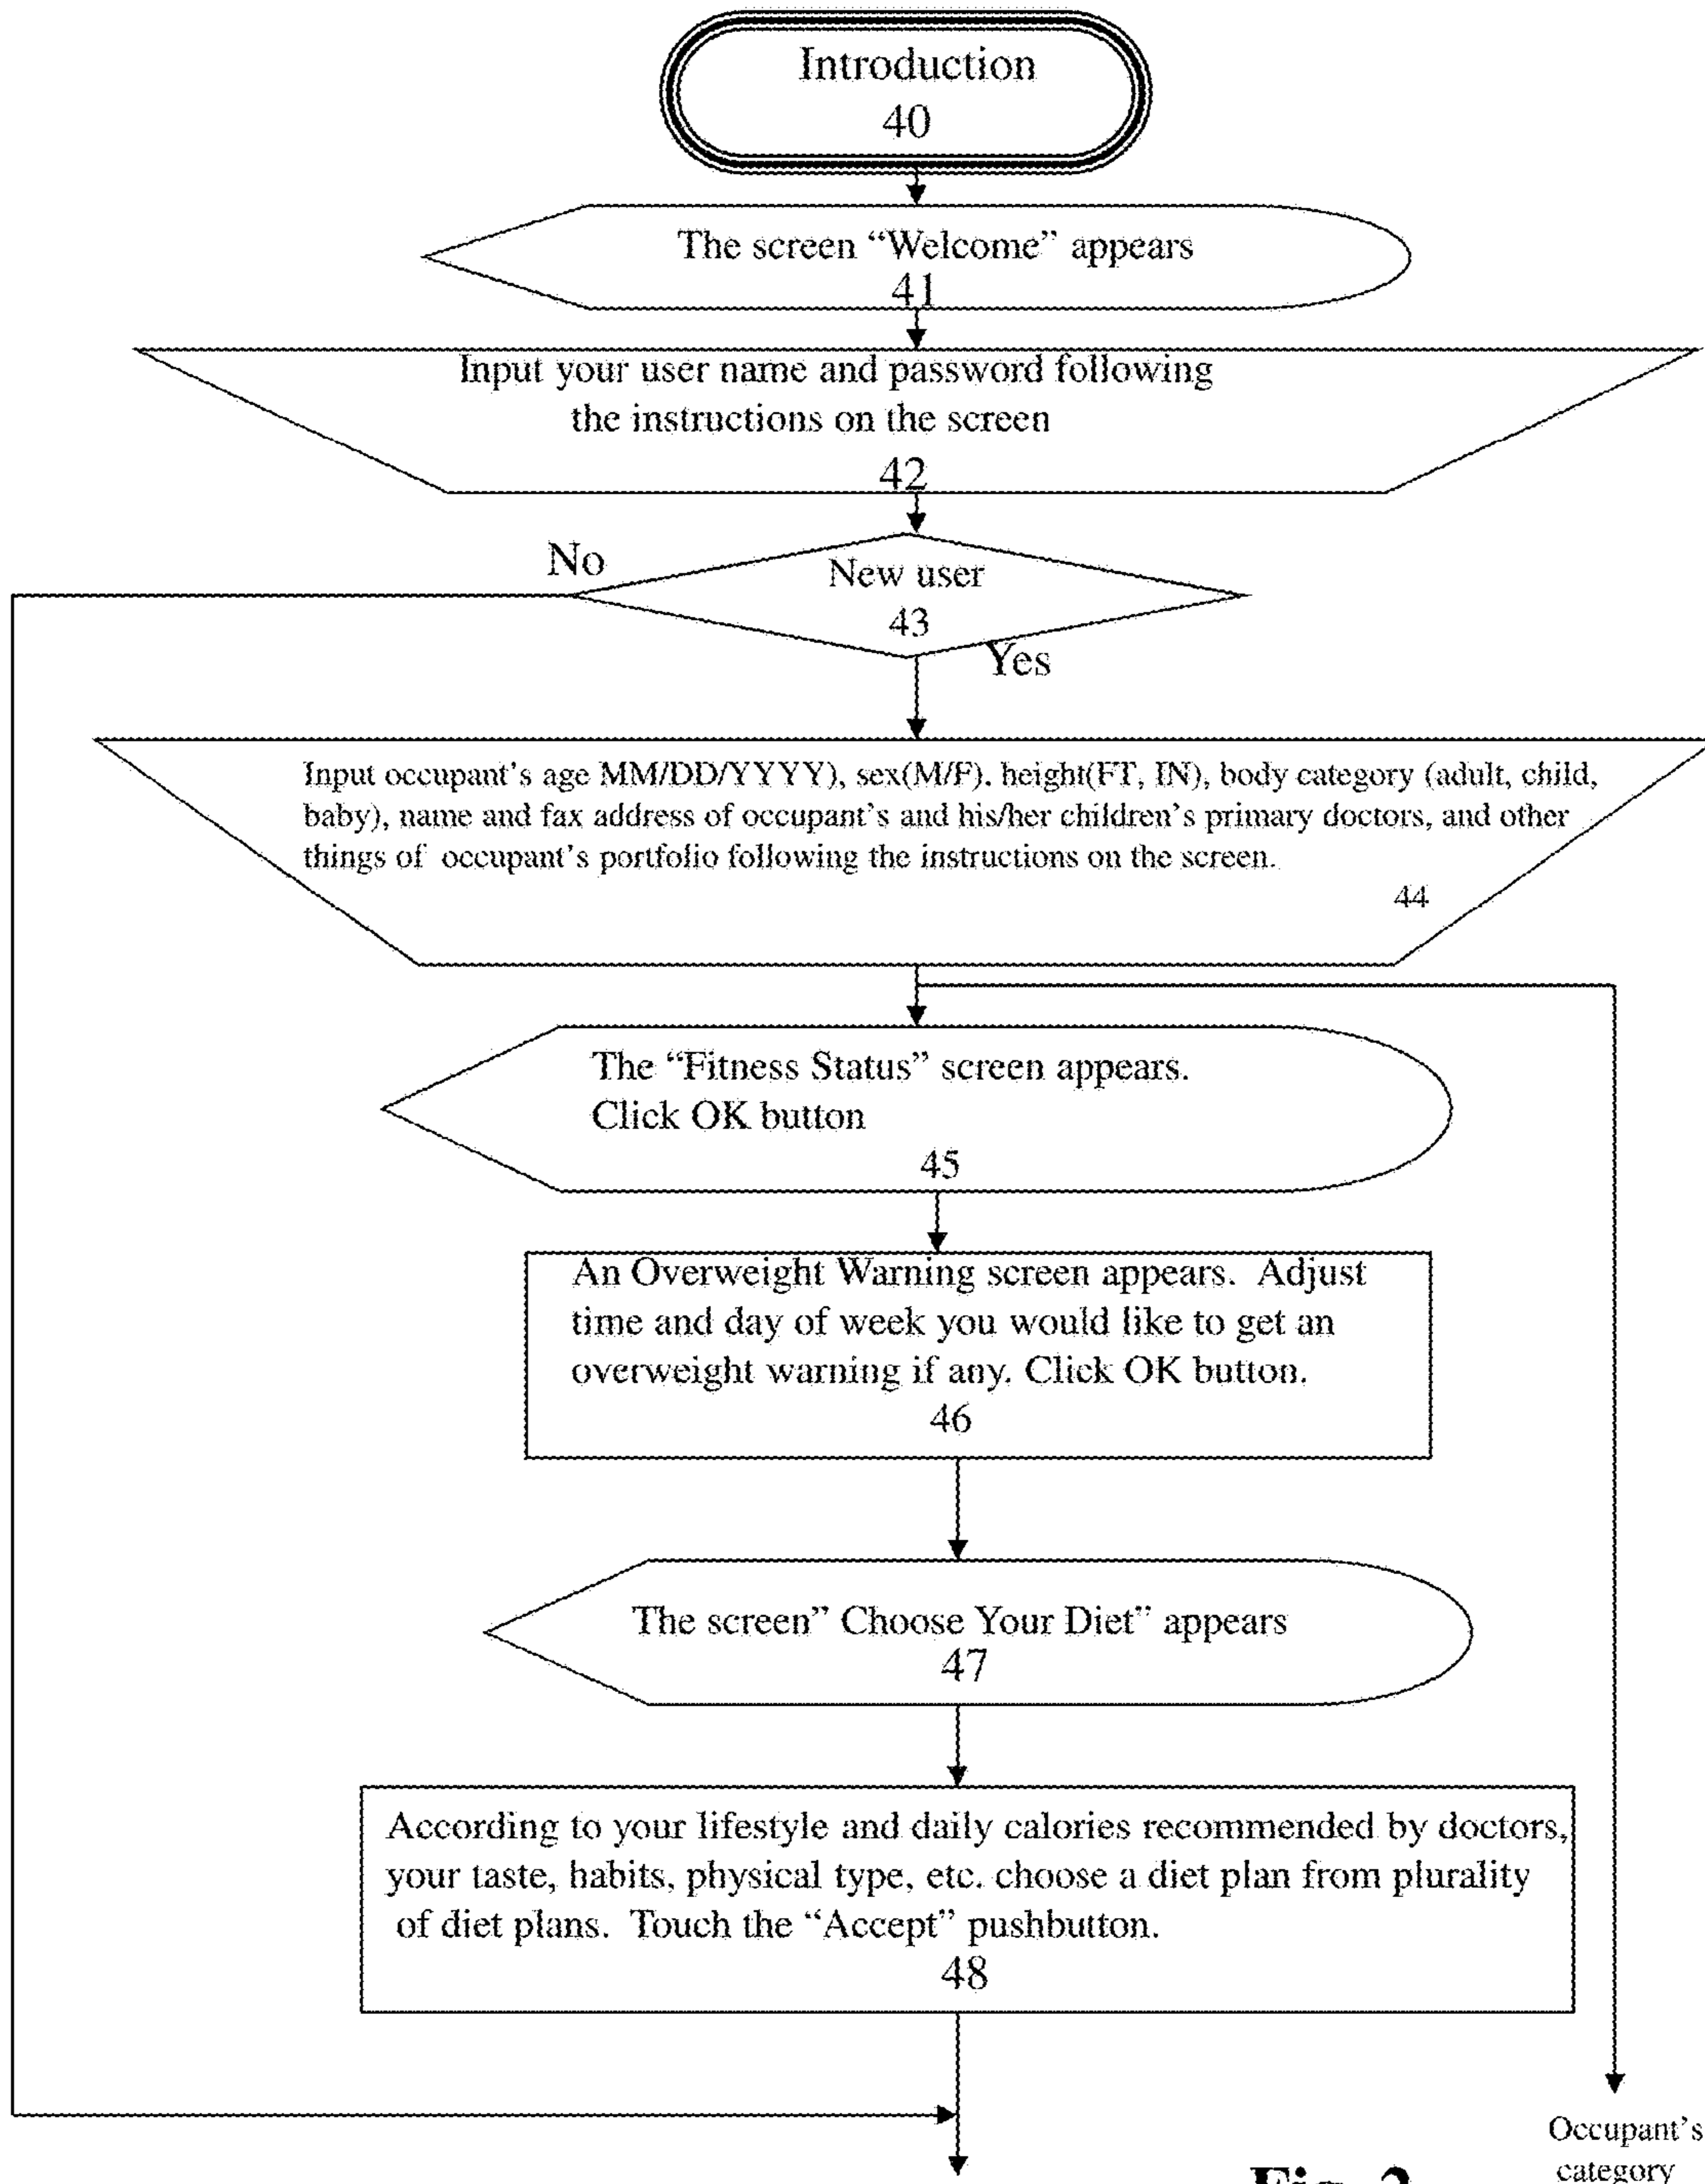 Introduction
40
The screen “Welcome” appears
41
Input your user name and password following
the instructions on the screen
42
No
New user
43
Yes
Input occupant’s age MM/DD/YYYY), sex(M/F). height(FT, IN), body category (adult, child,
baby), name and fax address of occupant’s and his/her children’s primary doctors, and other
things of occupant’s portfolio following the instructions on the screen.
44
The “Fitness Status” screen appears.
Click OK button
45
An Overweight Warning screen appears. Adjust
time and day of week you would like to get an
overweight warning if any. Click OK button.
46
The screen” Choose Your Diet” appears
47
According to your lifestyle and daily calories recommended by doctors,
your taste, habits, physical type, etc. choose a diet plan from plurality
of diet plans. Touch the “Accept” pushbutton.
48
Occupant’s
category